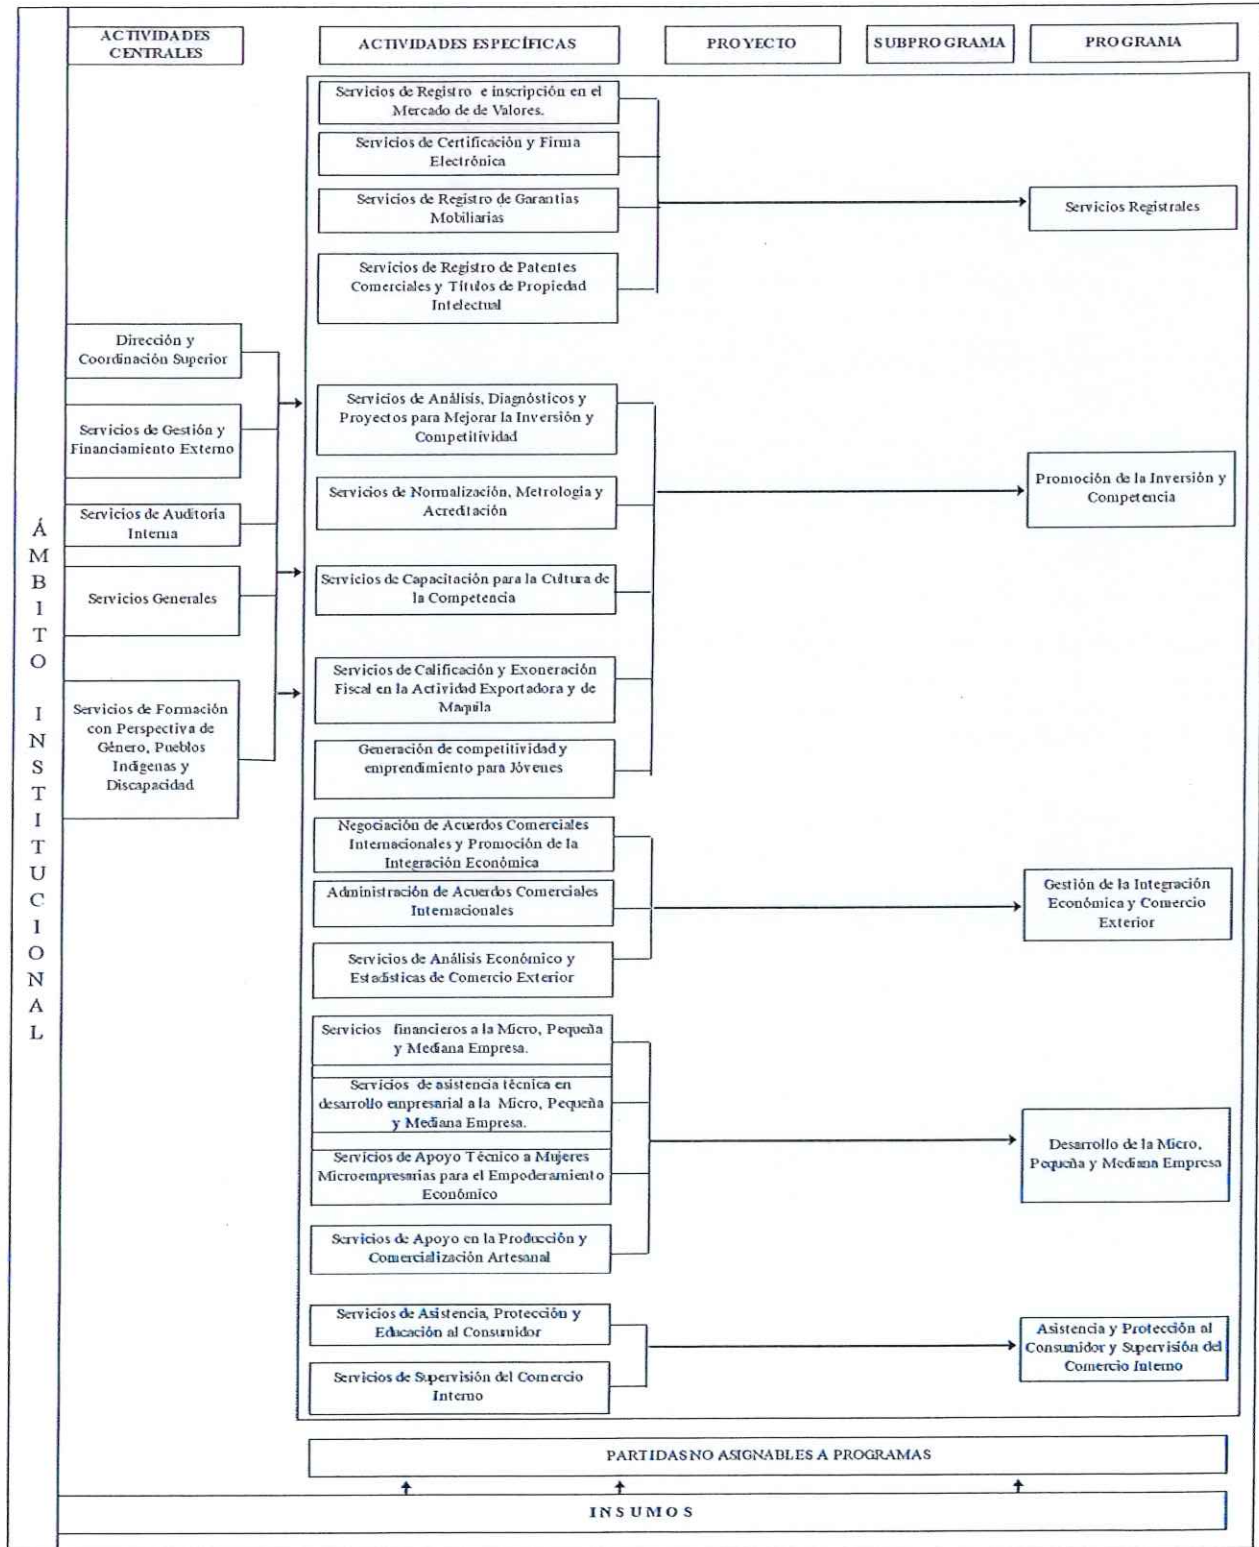 ACTIVIDADES
CENTRALES
ACTIVIDADES ESPECÍFICAS
PROYECTO
SUBPROGRAMA
PROGRAMA
ÁMBITO INSTITUCIONAL
Dirección y
Coordinación Superior
Servicios de Gestión y
Financiamiento Externo
Servicios de Auditoría
Interna
Servicios Generales
Servicios de Formación
con Perspectiva de
Género, Pueblos
Indígenas y
Discapacidad
Servicios de Registro e inscripción en el
Mercado de de Valores.
Servicios de Certificación y Firma
Electrónica
Servicios de Registro de Garantías
Mobiliarias
Servicios de Registro de Patentes
Comerciales y Títulos de Propiedad
Intelectual
Servicios Registrales
Servicios de Análisis, Diagnósticos y
Proyectos para Mejorar la Inversión y
Competitividad
Servicios de Normalización, Metrología y
Acreditación
Servicios de Capacitación para la Cultura de
la Competencia
Servicios de Calificación y Exoneración
Fiscal en la Actividad Exportadora y de
Maquila
Generación de competitividad y
emprendimiento para Jóvenes
Promoción de la Inversión y
Competencia
Negociación de Acuerdos Comerciales
Internacionales y Promoción de la
Integración Económica
Administración de Acuerdos Comerciales
Internacionales
Servicios de Análisis Económico y
Estadísticas de Comercio Exterior
Gestión de la Integración
Económica y Comercio
Exterior
Servicios financieros a la Micro, Pequeña
y Mediana Empresa.
Servicios de asistencia técnica en
desarrollo empresarial a la Micro, Pequeña
y Mediana Empresa.
Servicios de Apoyo Técnico a Mujeres
Microempresarias para el Empoderamiento
Económico
Servicios de Apoyo en la Producción y
Comercialización Artesanal
Desarrollo de la Micro,
Pequeña y Mediana Empresa
Servicios de Asistencia, Protección y
Educación al Consumidor
Servicios de Supervisión del Comercio
Interno
Asistencia y Protección al
Consumidor y Supervisión del
Comercio Interno
PARTIDAS NO ASIGNABLES A PROGRAMAS
INSUMOS